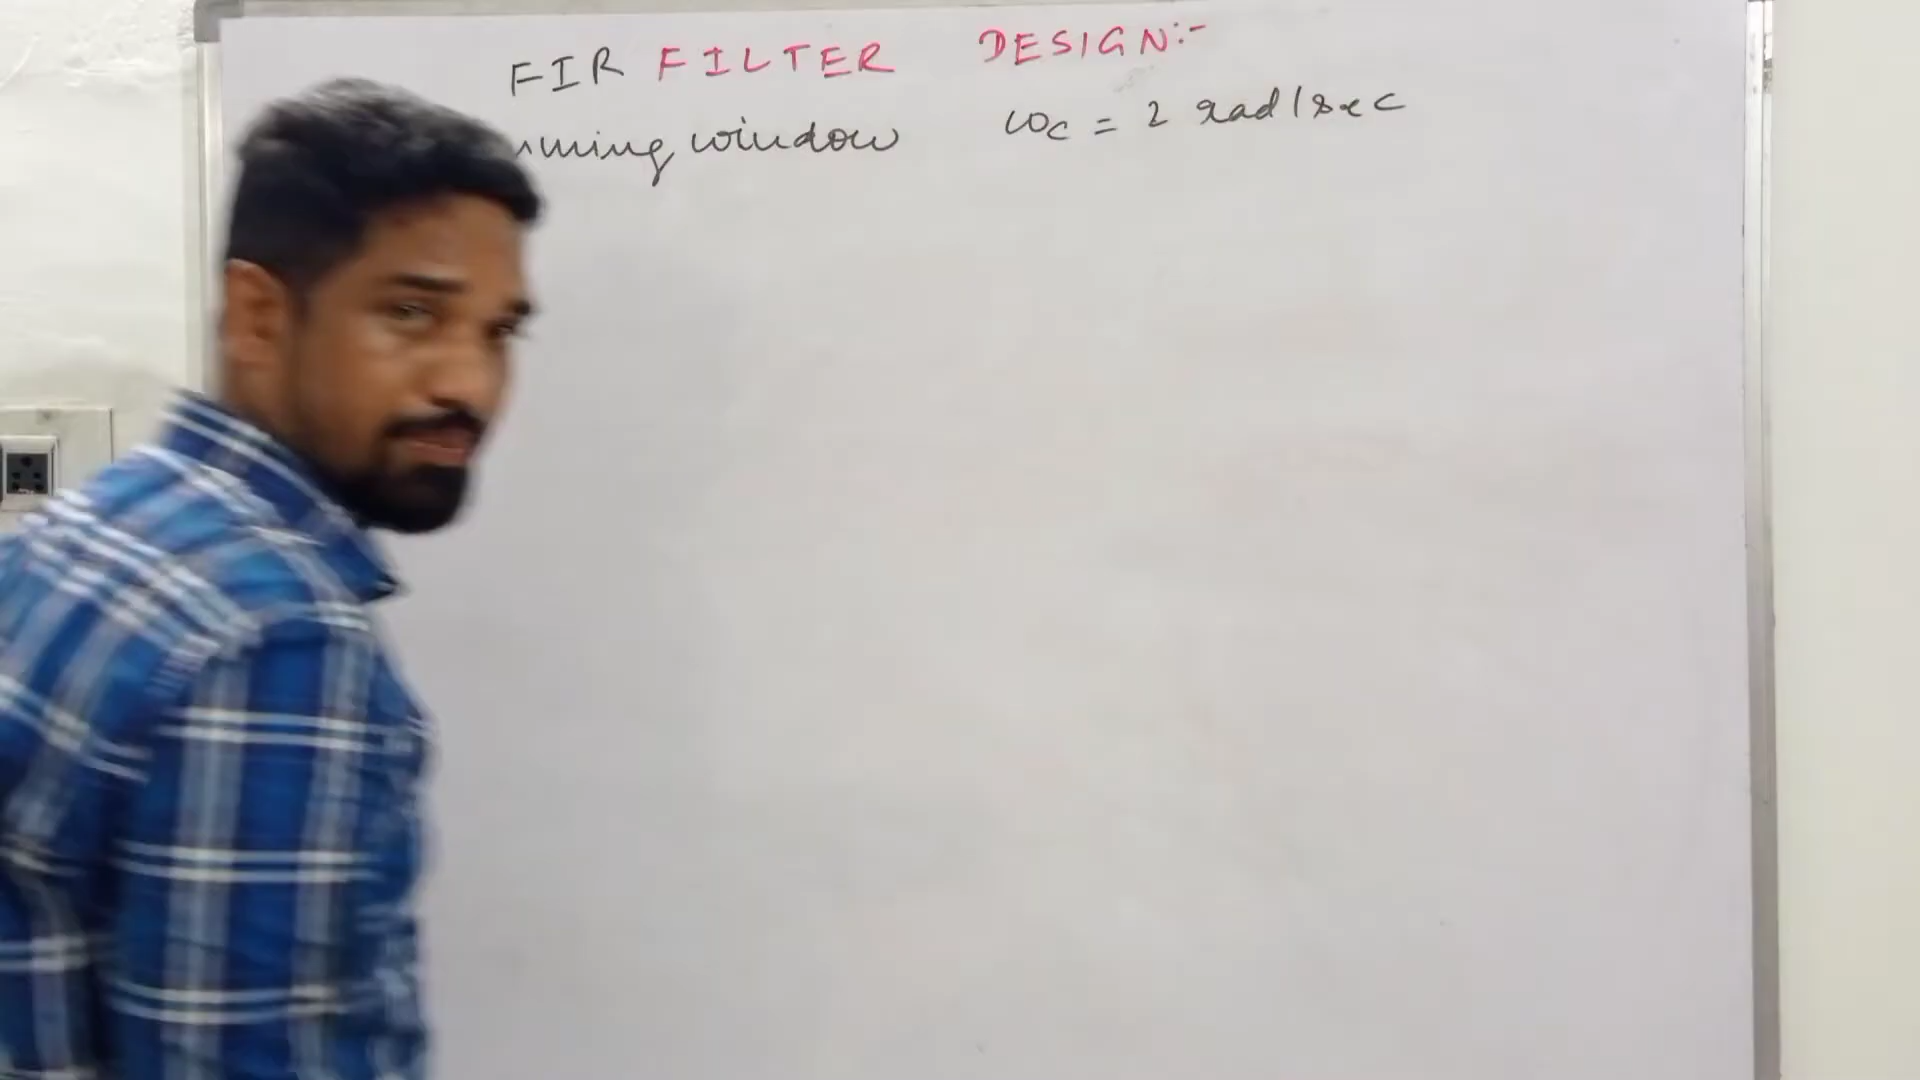 FIR FILTER DESIGN:-
window ωc = 2 rad/sec